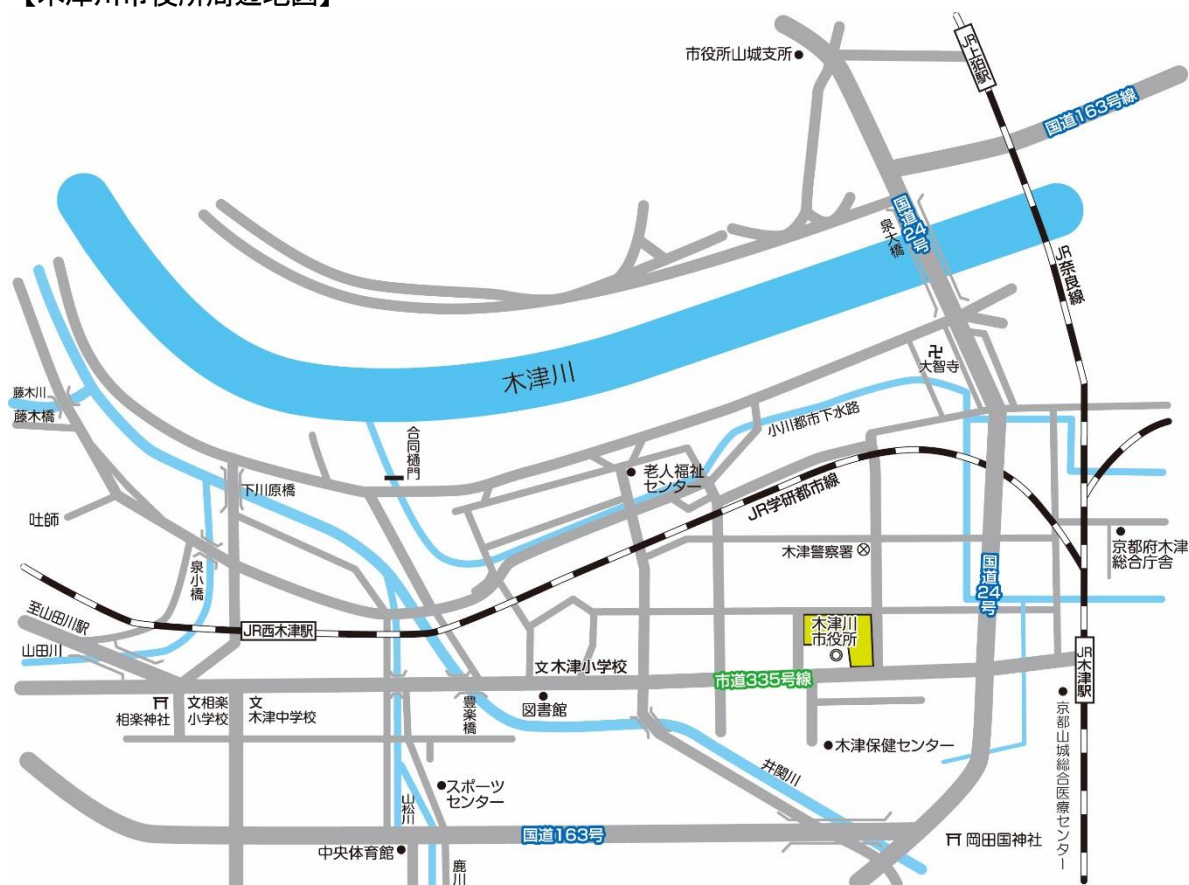 【木津川市役所周辺地図】
市役所山城支所
JR上狛駅
国道163号線
国道24号
泉大橋
JR奈良線
木津川
大智寺
藤木川
藤木橋
合同樋門
小川都市下水路
下川原橋
老人福祉
センター
JR学研都市線
吐師
泉小橋
木津警察署
京都府木津
総合庁舎
国道24号
至山田川駅
JR西木津駅
木津川
市役所
山田川
文木津小学校
市道335号線
JR木津駅
相楽神社
文相楽
小学校
文
木津中学校
豊楽橋
図書館
木津保健センター
京都山城総合医療センター
井関川
スポーツ
センター
山松川
国道163号
岡田国神社
中央体育館
鹿川